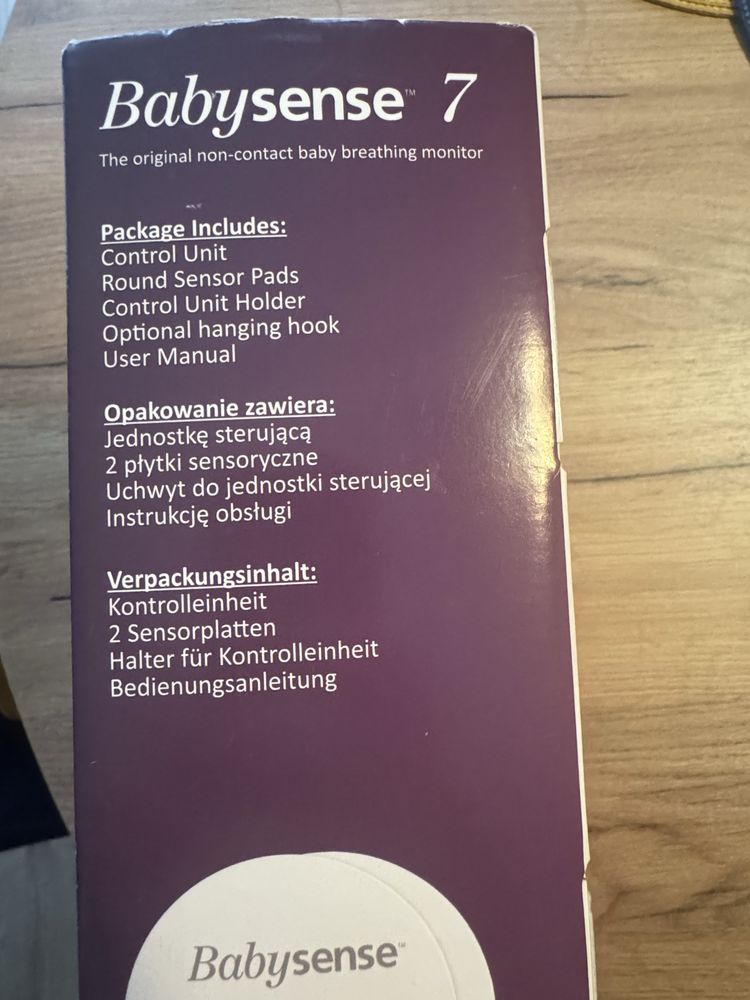 Babysense™ 7
The original non-contact baby breathing monitor
Package Includes:
Control Unit
Round Sensor Pads
Control Unit Holder
Optional hanging hook
User Manual
Opakowanie zawiera:
Jednostkę sterującą
2 płytki sensoryczne
Uchwyt do jednostki sterującej
Instrukcję obsługi
Verpackungsinhalt:
Kontrolleinheit
2 Sensorplatten
Halter für Kontrolleinheit
Bedienungsanleitung
Babysense™